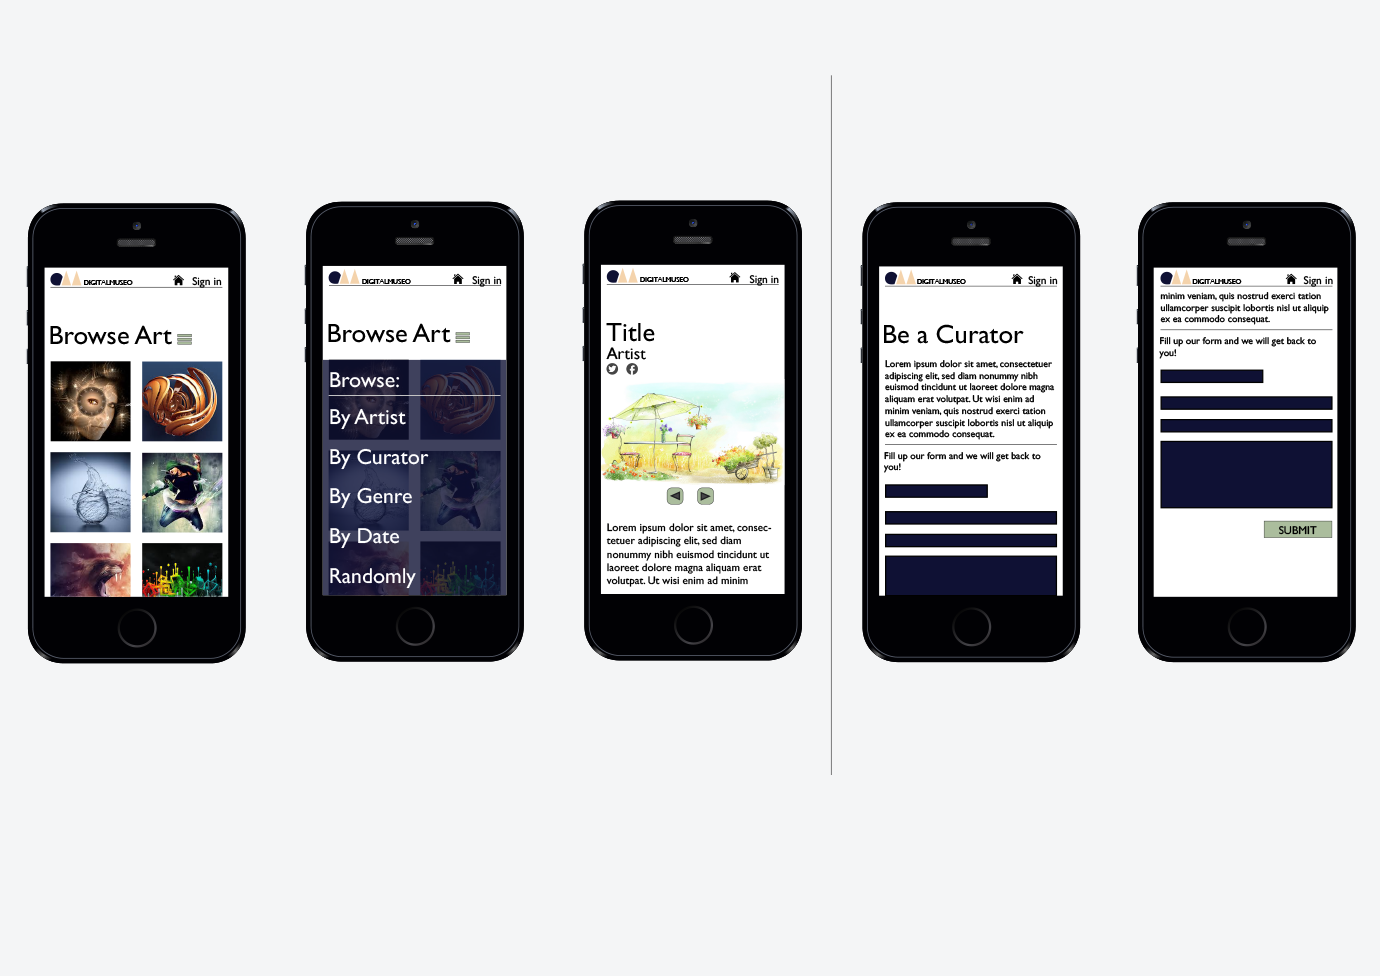 DIGITALMUSEO Sign in
Browse Art
DIGITALMUSEO Sign in
Browse Art
Browse:
By Artist
By Curator
By Genre
By Date
Randomly
DIGITALMUSEO Sign in
Title
Artist
Lorem ipsum dolor sit amet, consec-
tetuer adipiscing elit, sed diam
nonummy nibh euismod tincidunt ut
laoreet dolore magna aliquam erat
volutpat. Ut wisi enim ad minim
DIGITALMUSEO Sign in
Be a Curator
Lorem ipsum dolor sit amet, consectetuer
adipiscing elit, sed diam nonummy nibh
euismod tincidunt ut laoreet dolore magna
aliquam erat volutpat. Ut wisi enim ad
minim veniam, quis nostrud exerci tation
ullamcorper suscipit lobortis nisl ut aliquip
ex ea commodo consequat.
Fill up our form and we will get back to
you!
DIGITALMUSEO Sign in
minim veniam, quis nostrud exerci tation
ullamcorper suscipit lobortis nisl ut aliquip
ex ea commodo consequat.
Fill up our form and we will get back to
you!
SUBMIT